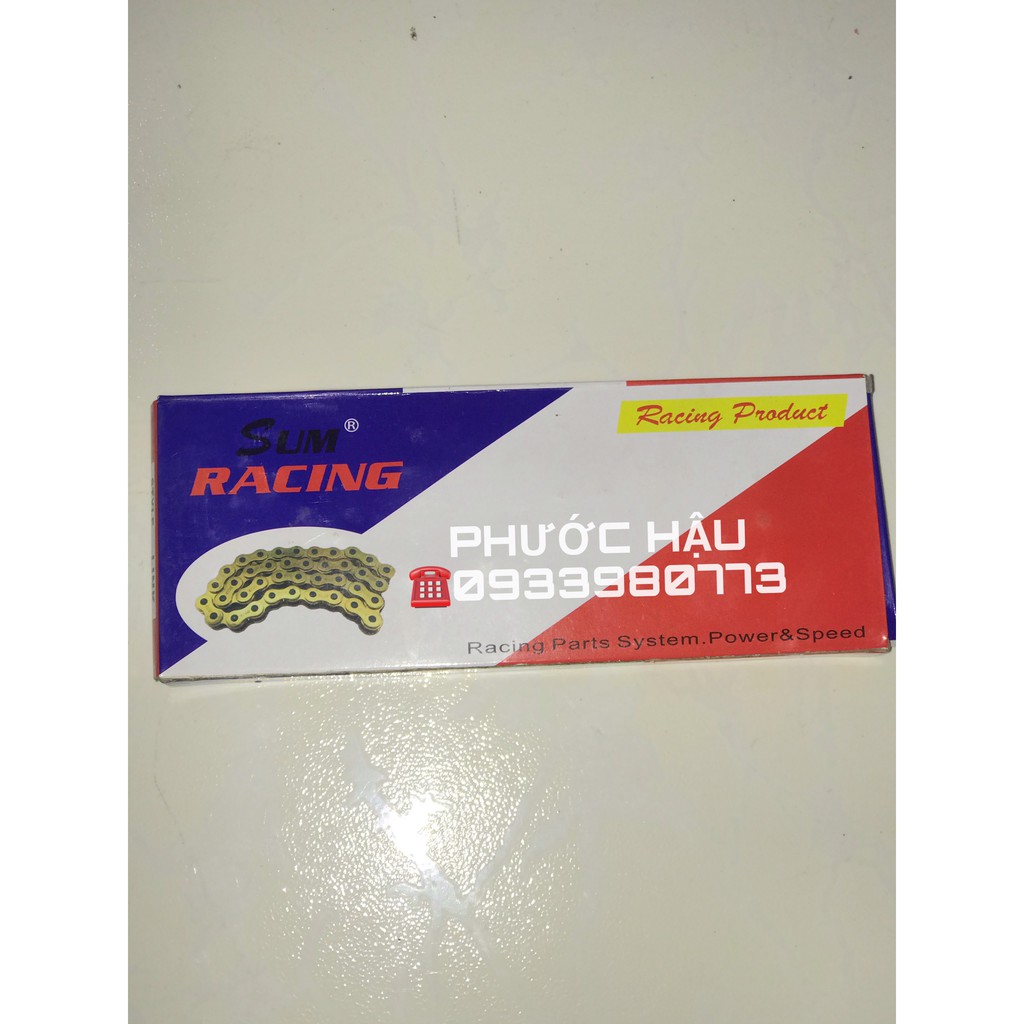 SUM®
RACING
Racing Product
PHƯỚC HẬU
☎0933980773
Racing Parts System.Power&Speed